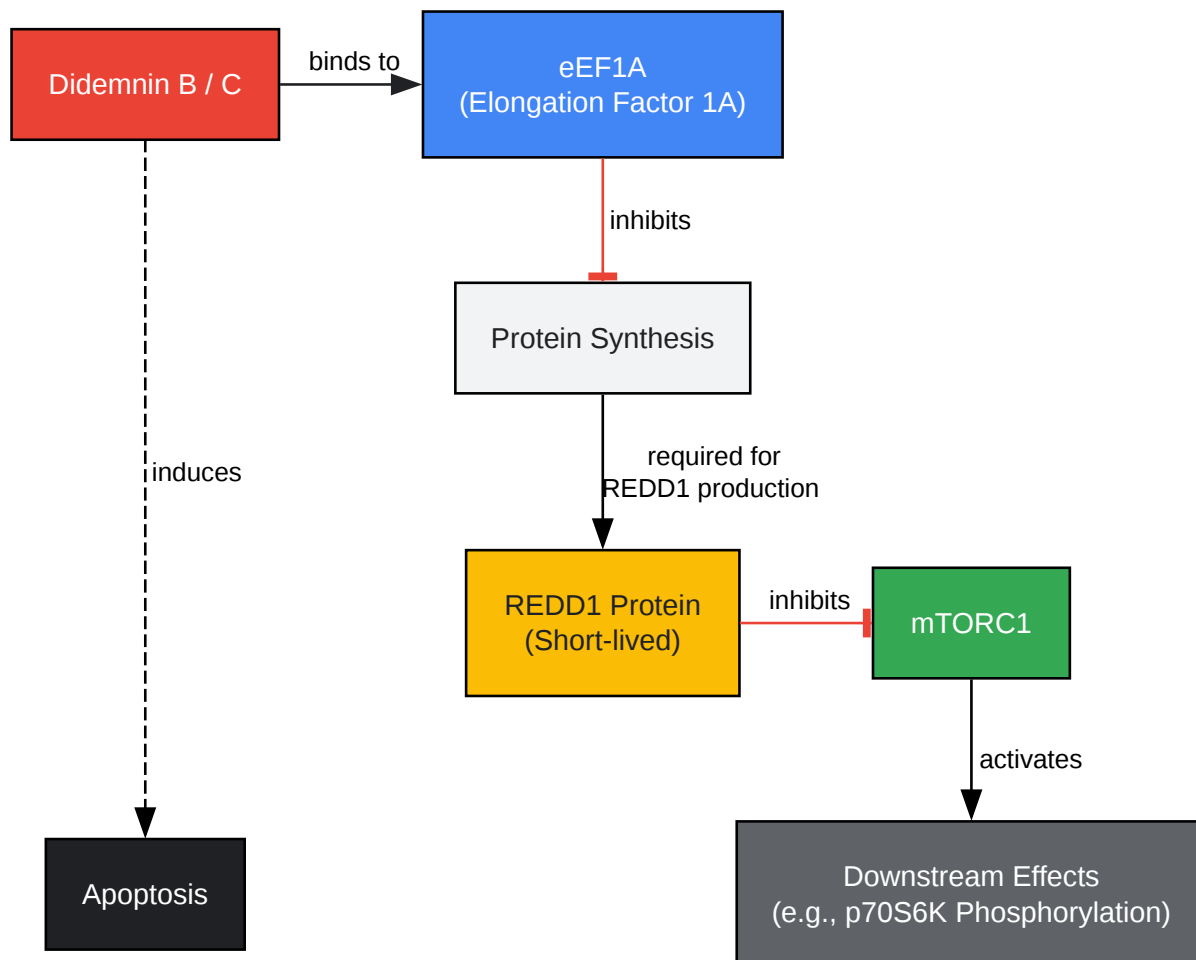 Didemnin B / C
binds to
eEF1A
(Elongation Factor 1A)
inhibits
Protein Synthesis
induces
required for
REDD1 production
REDD1 Protein
(Short-lived)
inhibits
mTORC1
activates
Apoptosis
Downstream Effects
(e.g., p70S6K Phosphorylation)